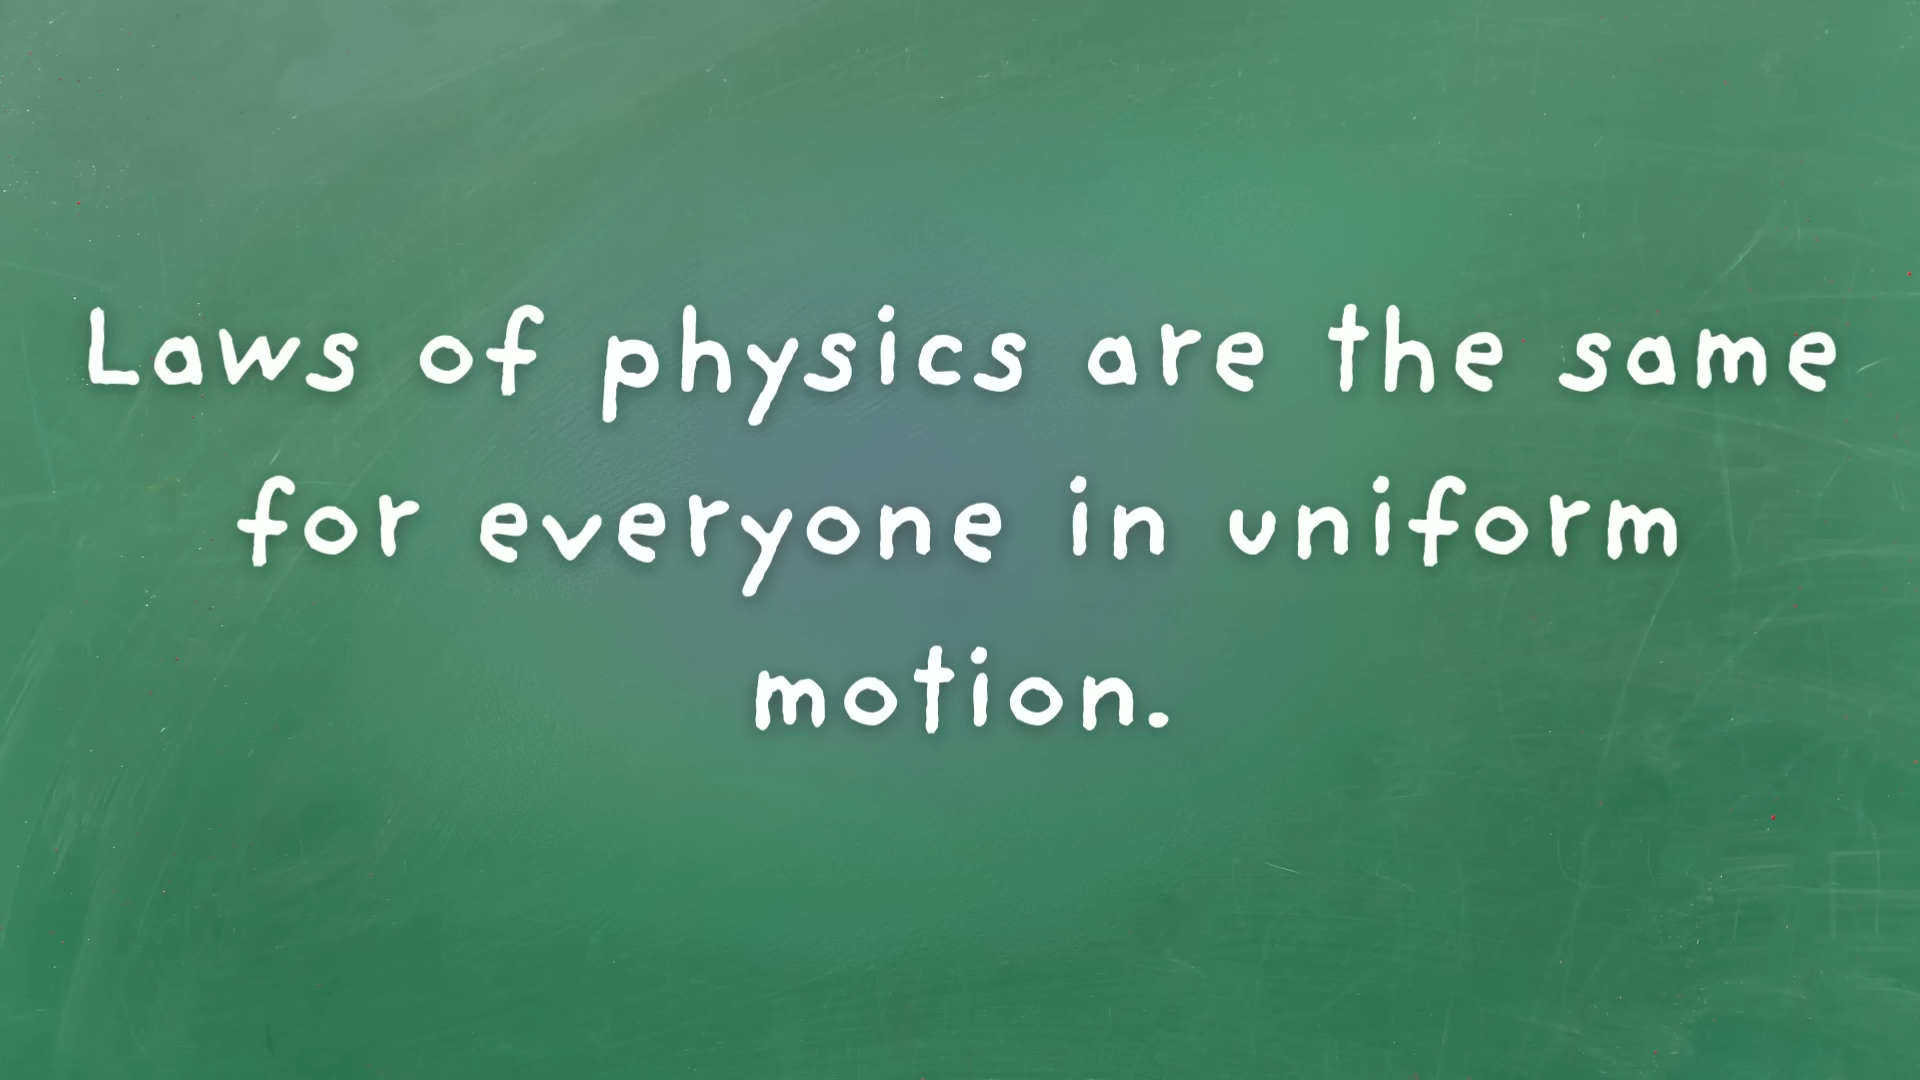 Laws of physics are the same
for everyone in uniform
motion.